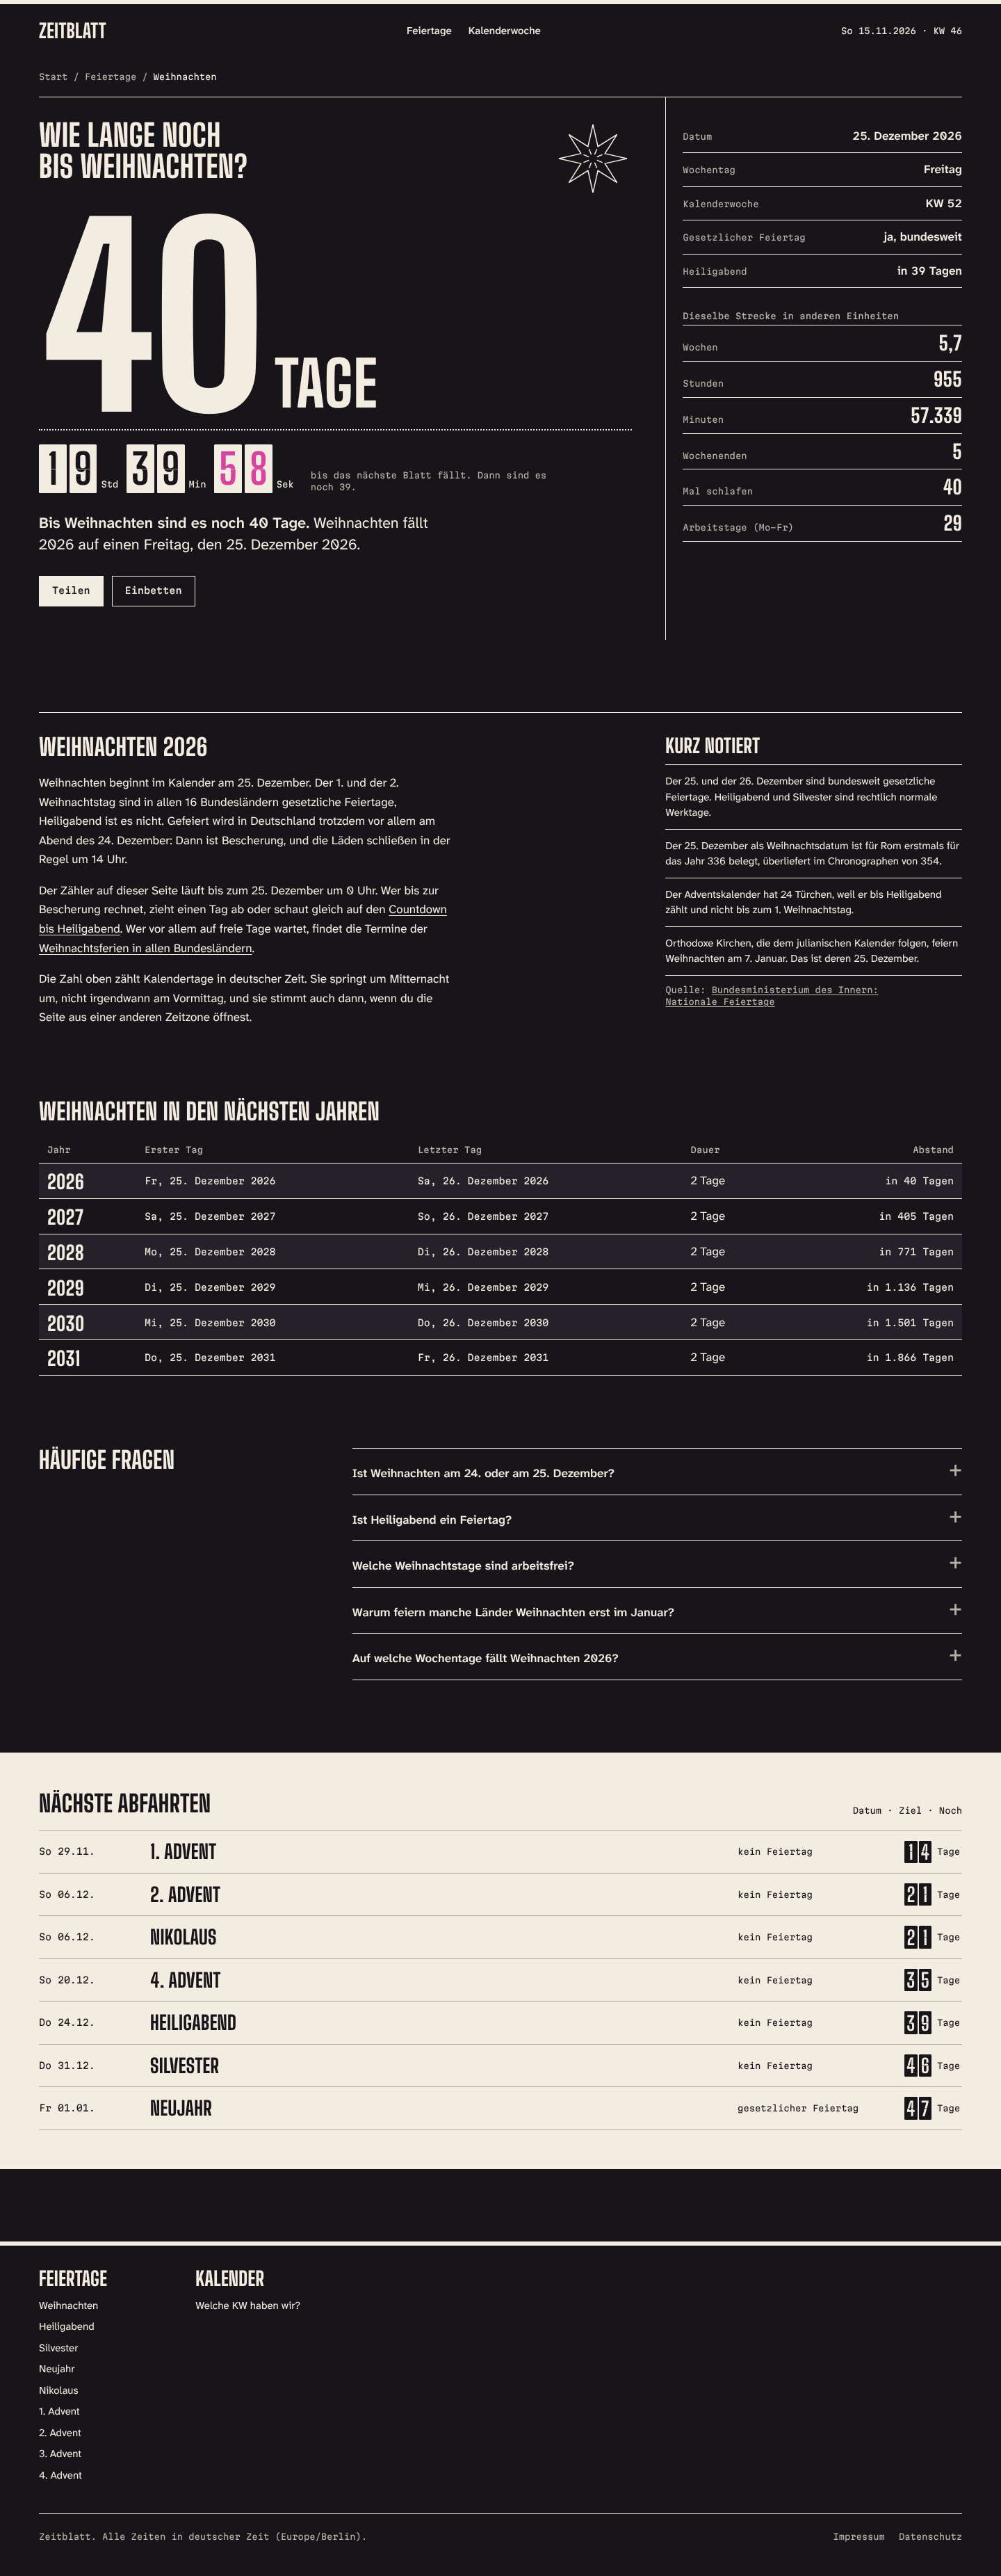 ZEITBLATT
Feiertage Kalenderwoche
So 15.11.2026 · KW 46
Start / Feiertage / Weihnachten
WIE LANGE NOCH
BIS WEIHNACHTEN?
40 TAGE
19 Std 39 Min 58 Sek
bis das nächste Blatt fällt. Dann sind es
noch 39.
Bis Weihnachten sind es noch 40 Tage. Weihnachten fällt
2026 auf einen Freitag, den 25. Dezember 2026.
Teilen Einbetten
Datum 25. Dezember 2026
Wochentag Freitag
Kalenderwoche KW 52
Gesetzlicher Feiertag ja, bundesweit
Heiligabend in 39 Tagen
Dieselbe Strecke in anderen Einheiten
Wochen 5,7
Stunden 955
Minuten 57.339
Wochenenden 5
Mal schlafen 40
Arbeitstage (Mo–Fr) 29
WEIHNACHTEN 2026
Weihnachten beginnt im Kalender am 25. Dezember. Der 1. und der 2.
Weihnachtstag sind in allen 16 Bundesländern gesetzliche Feiertage,
Heiligabend ist es nicht. Gefeiert wird in Deutschland trotzdem vor allem am
Abend des 24. Dezember: Dann ist Bescherung, und die Läden schließen in der
Regel um 14 Uhr.
Der Zähler auf dieser Seite läuft bis zum 25. Dezember um 0 Uhr. Wer bis zur
Bescherung rechnet, zieht einen Tag ab oder schaut gleich auf den Countdown
bis Heiligabend. Wer vor allem auf freie Tage wartet, findet die Termine der
Weihnachtsferien in allen Bundesländern.
Die Zahl oben zählt Kalendertage in deutscher Zeit. Sie springt um Mitternacht
um, nicht irgendwann am Vormittag, und sie stimmt auch dann, wenn du die
Seite aus einer anderen Zeitzone öffnest.
KURZ NOTIERT
Der 25. und der 26. Dezember sind bundesweit gesetzliche
Feiertage. Heiligabend und Silvester sind rechtlich normale
Werktage.
Der 25. Dezember als Weihnachtsdatum ist für Rom erstmals für
das Jahr 336 belegt, überliefert im Chronographen von 354.
Der Adventskalender hat 24 Türchen, weil er bis Heiligabend
zählt und nicht bis zum 1. Weihnachtstag.
Orthodoxe Kirchen, die dem julianischen Kalender folgen, feiern
Weihnachten am 7. Januar. Das ist deren 25. Dezember.
Quelle: Bundesministerium des Innern:
Nationale Feiertage
WEIHNACHTEN IN DEN NÄCHSTEN JAHREN
Jahr Erster Tag Letzter Tag Dauer Abstand
2026 Fr, 25. Dezember 2026 Sa, 26. Dezember 2026 2 Tage in 40 Tagen
2027 Sa, 25. Dezember 2027 So, 26. Dezember 2027 2 Tage in 405 Tagen
2028 Mo, 25. Dezember 2028 Di, 26. Dezember 2028 2 Tage in 771 Tagen
2029 Di, 25. Dezember 2029 Mi, 26. Dezember 2029 2 Tage in 1.136 Tagen
2030 Mi, 25. Dezember 2030 Do, 26. Dezember 2030 2 Tage in 1.501 Tagen
2031 Do, 25. Dezember 2031 Fr, 26. Dezember 2031 2 Tage in 1.866 Tagen
HÄUFIGE FRAGEN
Ist Weihnachten am 24. oder am 25. Dezember? +
Ist Heiligabend ein Feiertag? +
Welche Weihnachtstage sind arbeitsfrei? +
Warum feiern manche Länder Weihnachten erst im Januar? +
Auf welche Wochentage fällt Weihnachten 2026? +
NÄCHSTE ABFAHRTEN
Datum · Ziel · Noch
So 29.11. 1. ADVENT kein Feiertag 14 Tage
So 06.12. 2. ADVENT kein Feiertag 21 Tage
So 06.12. NIKOLAUS kein Feiertag 21 Tage
So 20.12. 4. ADVENT kein Feiertag 35 Tage
Do 24.12. HEILIGABEND kein Feiertag 39 Tage
Do 31.12. SILVESTER kein Feiertag 46 Tage
Fr 01.01. NEUJAHR gesetzlicher Feiertag 47 Tage
FEIERTAGE
Weihnachten
Heiligabend
Silvester
Neujahr
Nikolaus
1. Advent
2. Advent
3. Advent
4. Advent
KALENDER
Welche KW haben wir?
Zeitblatt. Alle Zeiten in deutscher Zeit (Europe/Berlin).
Impressum Datenschutz